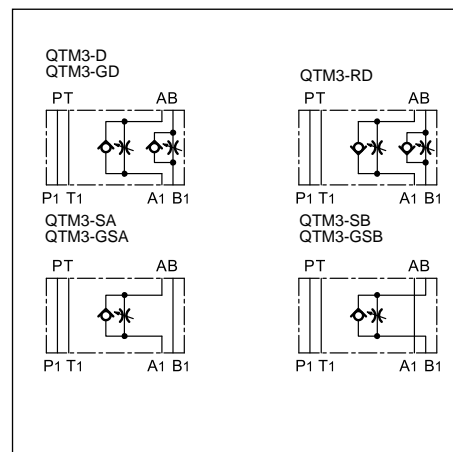 QTM3-D
QTM3-GD
PT AB
P1 T1 A1 B1
QTM3-RD
PT AB
P1 T1 A1 B1
QTM3-SA
QTM3-GSA
PT AB
P1 T1 A1 B1
QTM3-SB
QTM3-GSB
PT AB
P1 T1 A1 B1